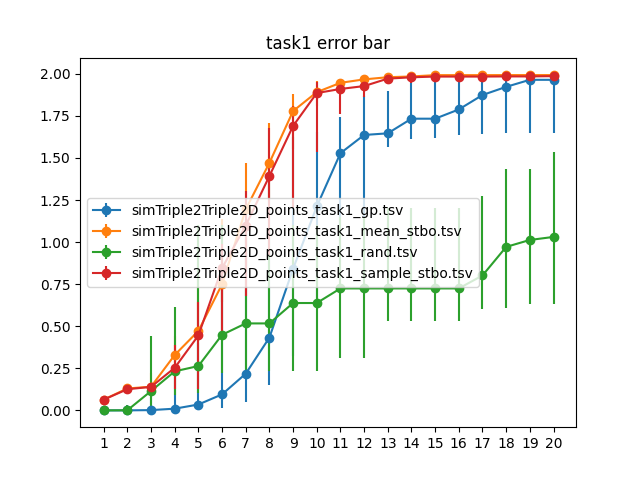 task1 error bar
2.00
1.75
1.50
1.25
1.00
0.75
0.50
0.25
0.00
simTriple2Triple2D_points_task1_gp.tsv
simTriple2Triple2D_points_task1_mean_stbo.tsv
simTriple2Triple2D_points_task1_rand.tsv
simTriple2Triple2D_points_task1_sample_stbo.tsv
1 2 3 4 5 6 7 8 9 10 11 12 13 14 15 16 17 18 19 20